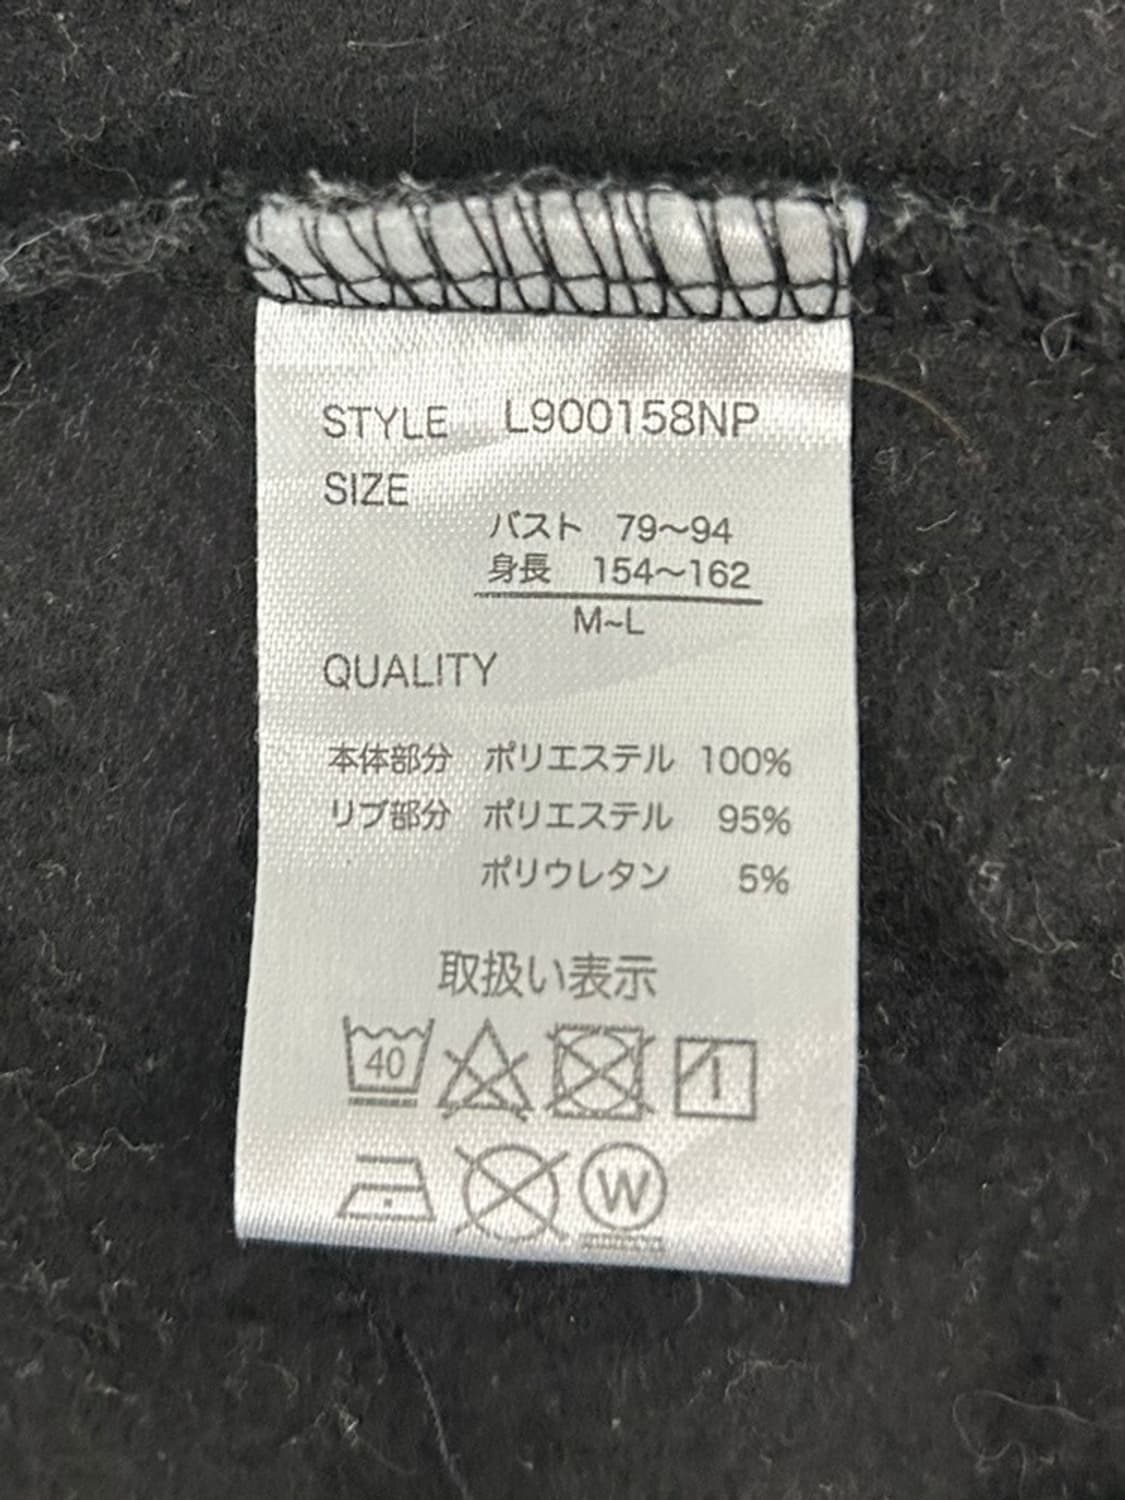 STYLE L900158NP
SIZE
バスト 79〜94
身長 154〜162
M~L
QUALITY
本体部分 ポリエステル 100%
リブ部分 ポリエステル 95%
ポリウレタン 5%
取扱い表示
40
W